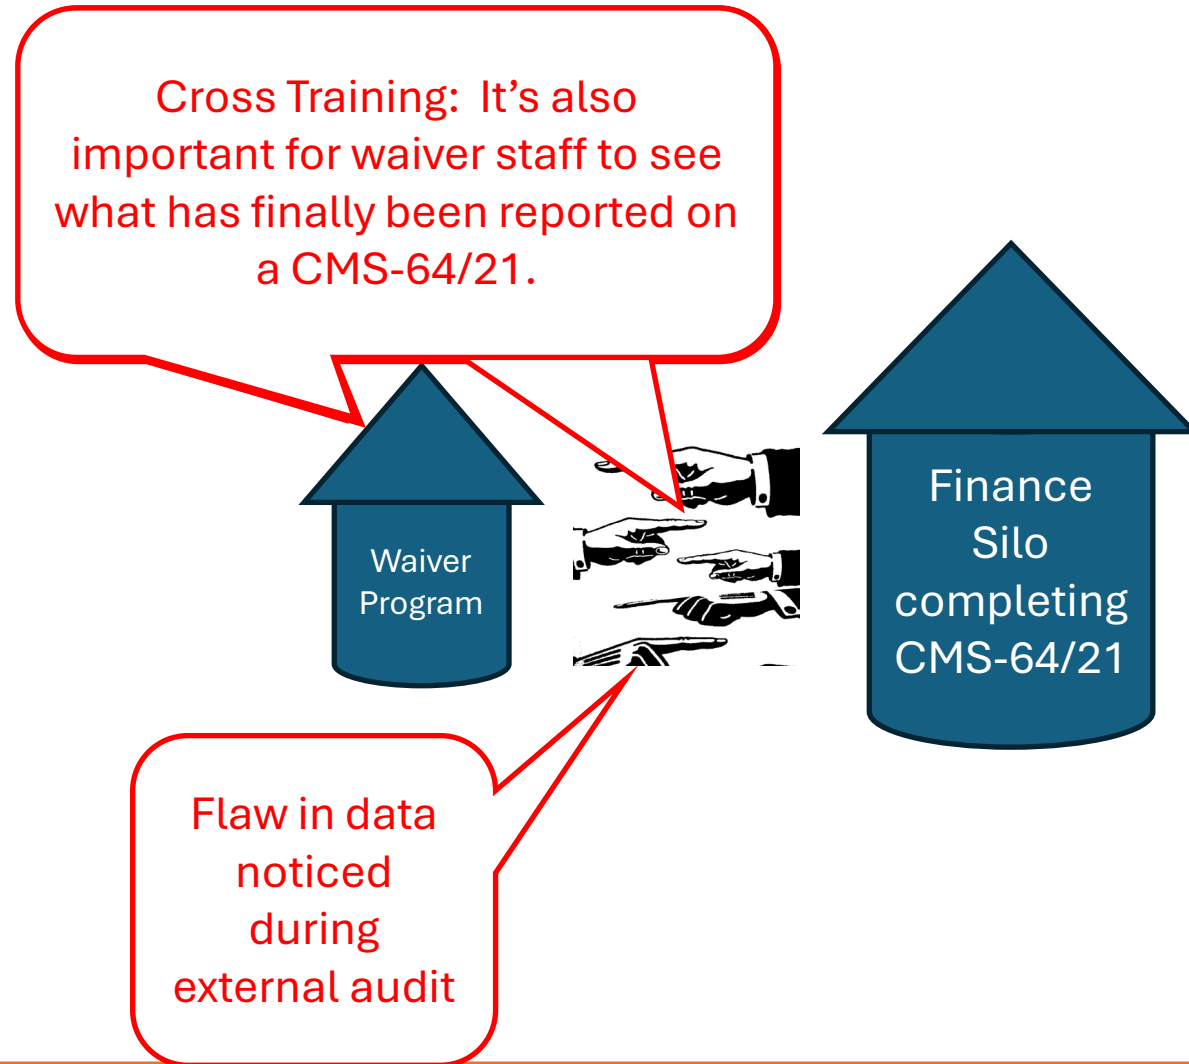 Cross Training:  It’s also
important for waiver staff to see
what has finally been reported on
a CMS-64/21.
Waiver
Program
Finance
Silo
completing
CMS-64/21
Flaw in data
noticed
during
external audit